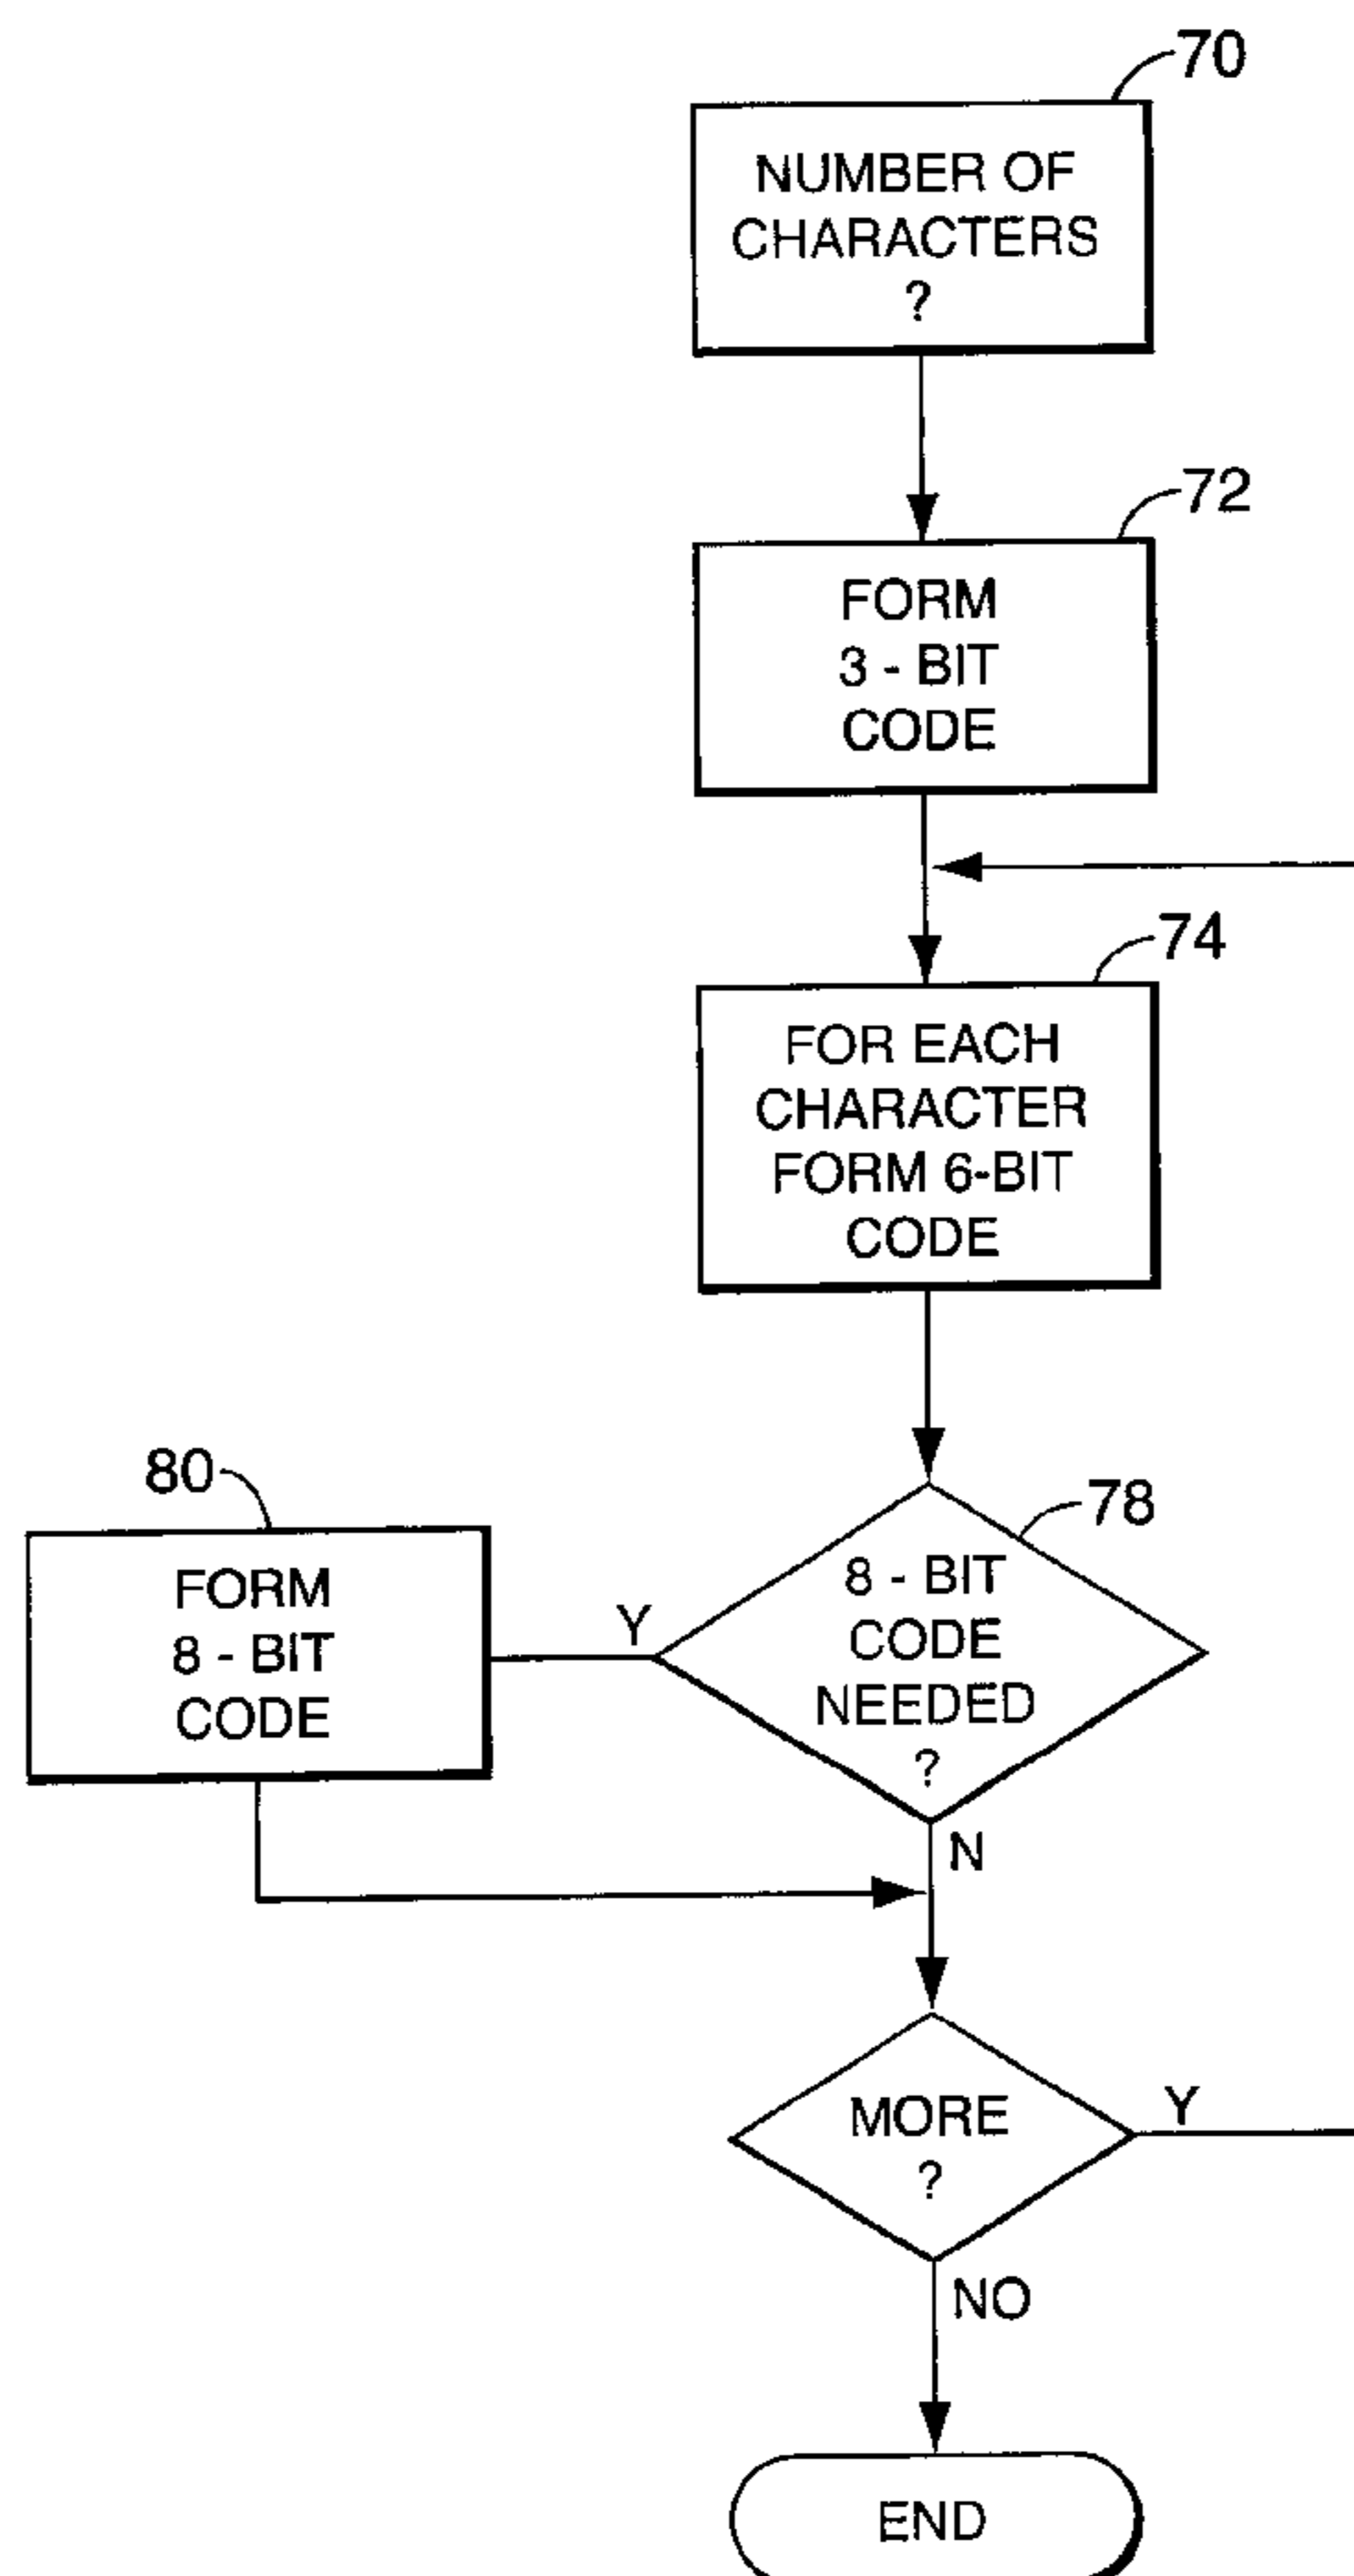 70
NUMBER OF
CHARACTERS
?
72
FORM
3 - BIT
CODE
74
FOR EACH
CHARACTER
FORM 6-BIT
CODE
80
FORM
8 - BIT
CODE
78
8 - BIT
CODE
NEEDED
?
Y
N
MORE
?
Y
NO
END